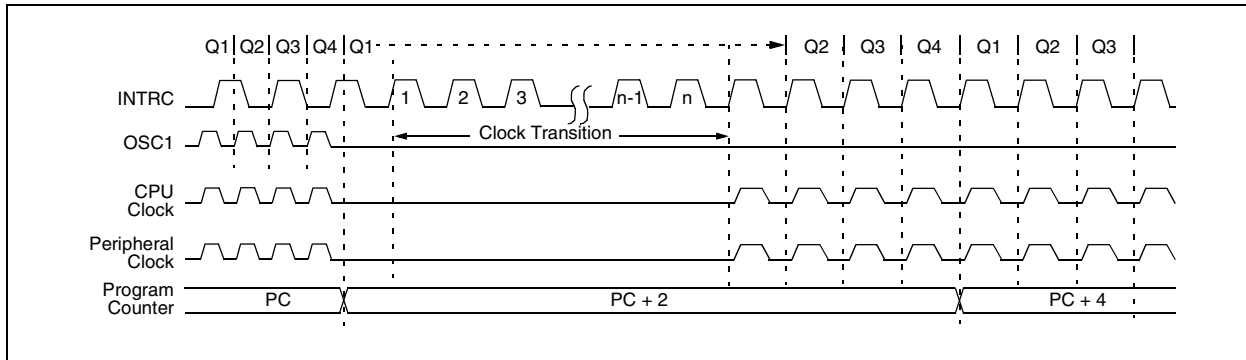 Q1 Q2 Q3 Q4 Q1 Q2 Q3 Q4 Q1 Q2 Q3
INTRC 1 2 3 n-1 n
Clock Transition
OSC1
CPU
Clock
Peripheral
Clock
Program
Counter
PC PC + 2 PC + 4